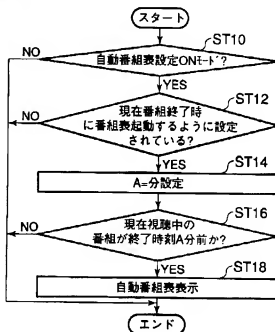 スタート
ST10
自動番組表設定ONモード?
NO
YES
ST12
現在番組終了時
に番組表起動するように設定
されている?
NO
YES
ST14
A=分設定
ST16
現在視聴中の
番組が終了時刻A分前か?
NO
YES
ST18
自動番組表表示
エンド